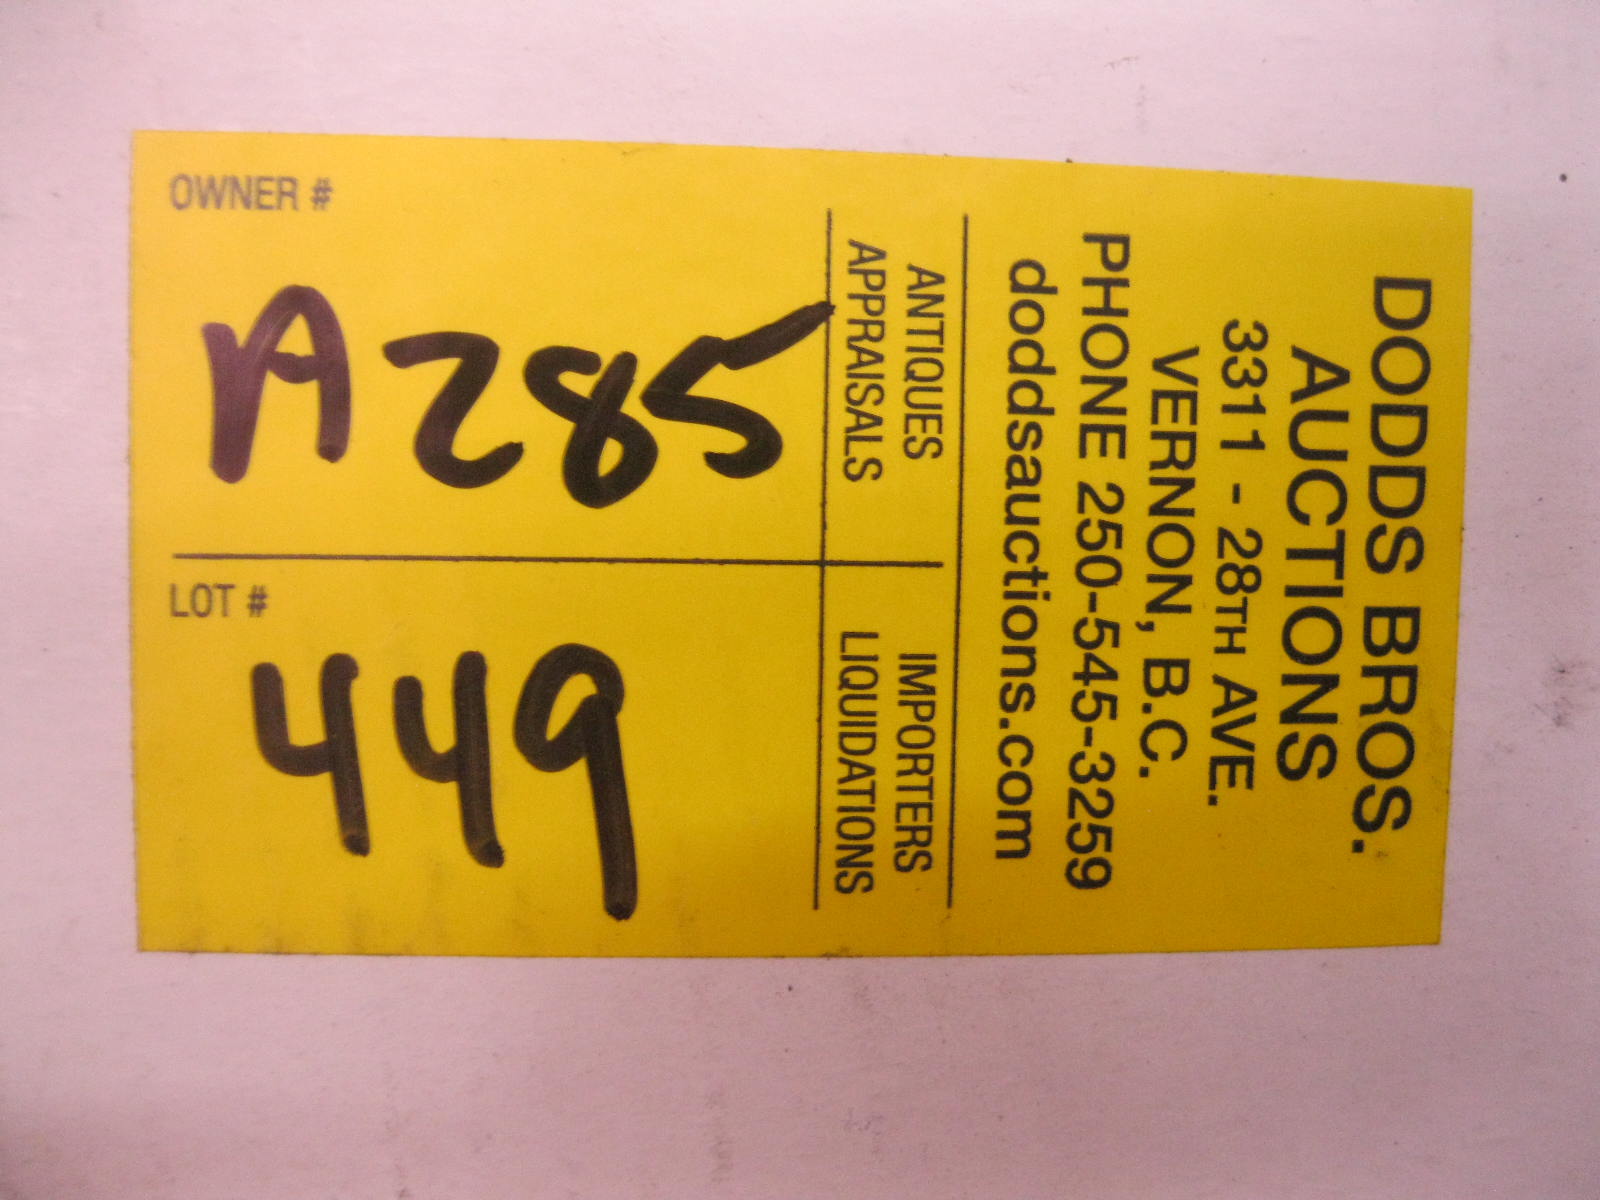 DODDS BROS.
AUCTIONS
3311 - 28TH AVE.
VERNON, B.C.
PHONE 250-545-3259
doddsauctions.com
ANTIQUES
APPRAISALS
IMPORTERS
LIQUIDATIONS
OWNER #
A285
LOT #
449